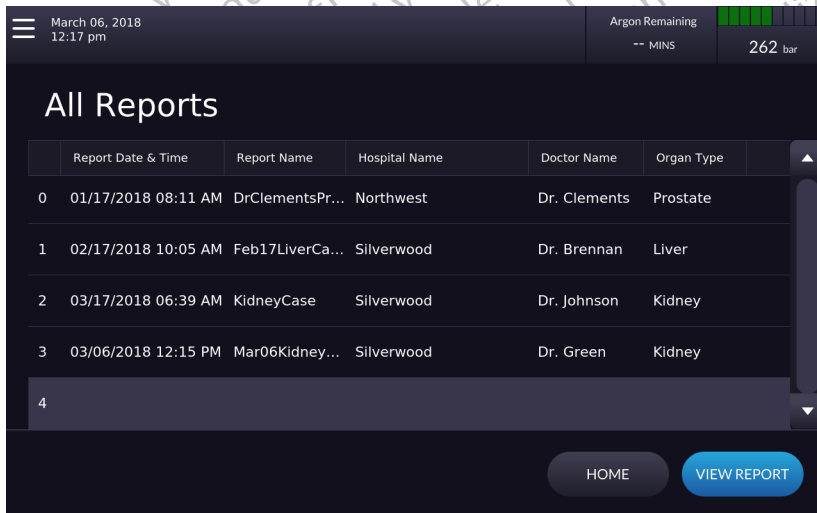 March 06, 2018
12:17 pm
Argon Remaining
-- MINS
262 bar
All Reports
Report Date & Time Report Name Hospital Name Doctor Name Organ Type
0 01/17/2018 08:11 AM DrClementsPr... Northwest Dr. Clements Prostate
1 02/17/2018 10:05 AM Feb17LiverCa... Silverwood Dr. Brennan Liver
2 03/17/2018 06:39 AM KidneyCase Silverwood Dr. Johnson Kidney
3 03/06/2018 12:15 PM Mar06Kidney... Silverwood Dr. Green Kidney
4
HOME VIEW REPORT